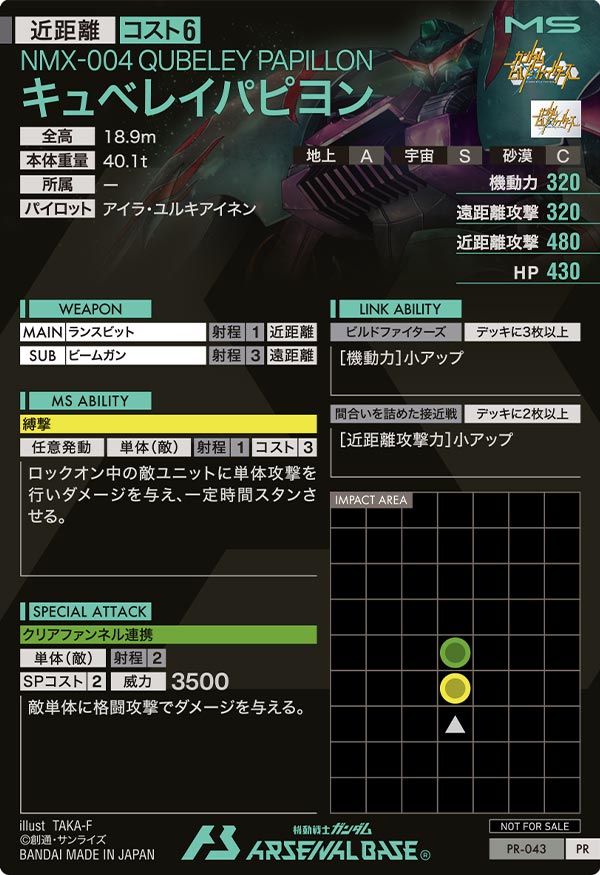 近距離 コスト6 MS
NMX-004 QUBELEY PAPILLON
キュベレイパピヨン
ガンダムビルドファイターズ
全高 18.9m
本体重量 40.1t
所属 ー
パイロット アイラ・ユルキアイネン
地上 A 宇宙 S 砂漠 C
機動力 320
遠距離攻撃 320
近距離攻撃 480
HP 430
WEAPON
MAIN ランスビット 射程 1 近距離
SUB ビームガン 射程 3 遠距離
MS ABILITY
縛撃
任意発動 単体(敵) 射程 1 コスト 3
ロックオン中の敵ユニットに単体攻撃を
行いダメージを与え、一定時間スタンさ
せる。
SPECIAL ATTACK
クリアファンネル連携
単体(敵) 射程 2
SPコスト 2 威力 3500
敵単体に格闘攻撃でダメージを与える。
LINK ABILITY
ビルドファイターズ デッキに3枚以上
[機動力]小アップ
間合いを詰めた接近戦 デッキに2枚以上
[近距離攻撃力]小アップ
IMPACT AREA
illust TAKA-F
©創通・サンライズ
BANDAI MADE IN JAPAN
機動戦士ガンダム
ARSENAL BASE®
NOT FOR SALE
PR-043 PR